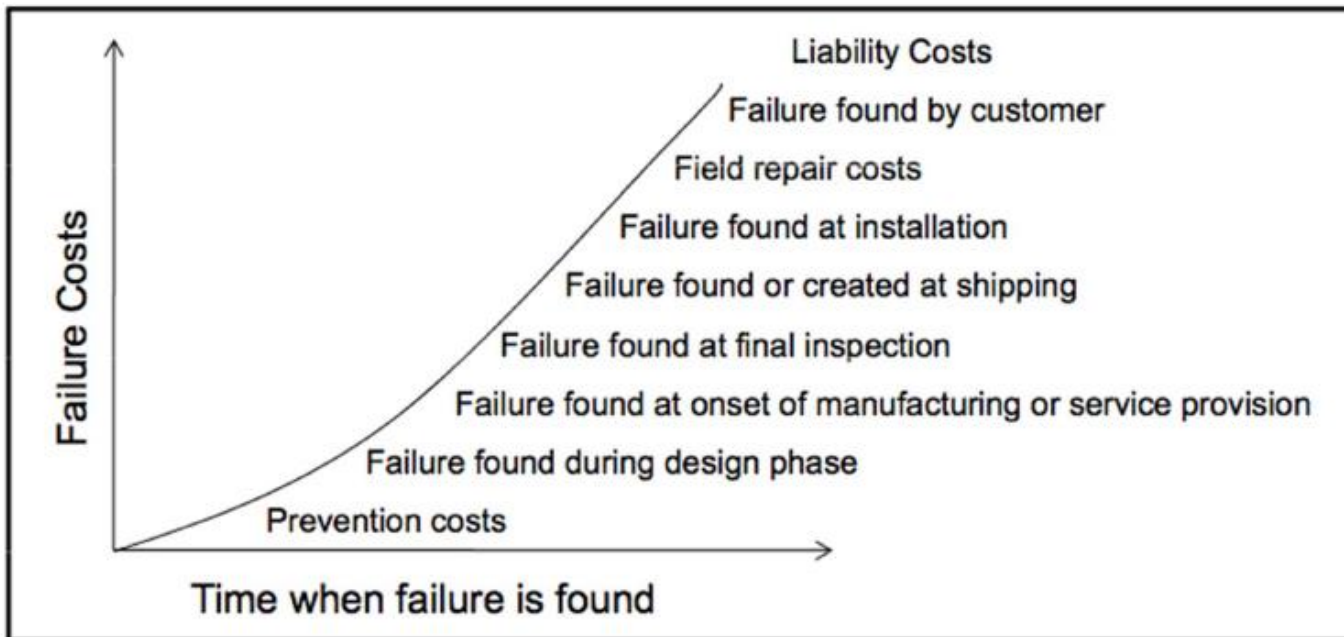 Liability Costs
Failure found by customer
Field repair costs
Failure found at installation
Failure found or created at shipping
Failure found at final inspection
Failure found at onset of manufacturing or service provision
Failure found during design phase
Prevention costs
Failure Costs
Time when failure is found